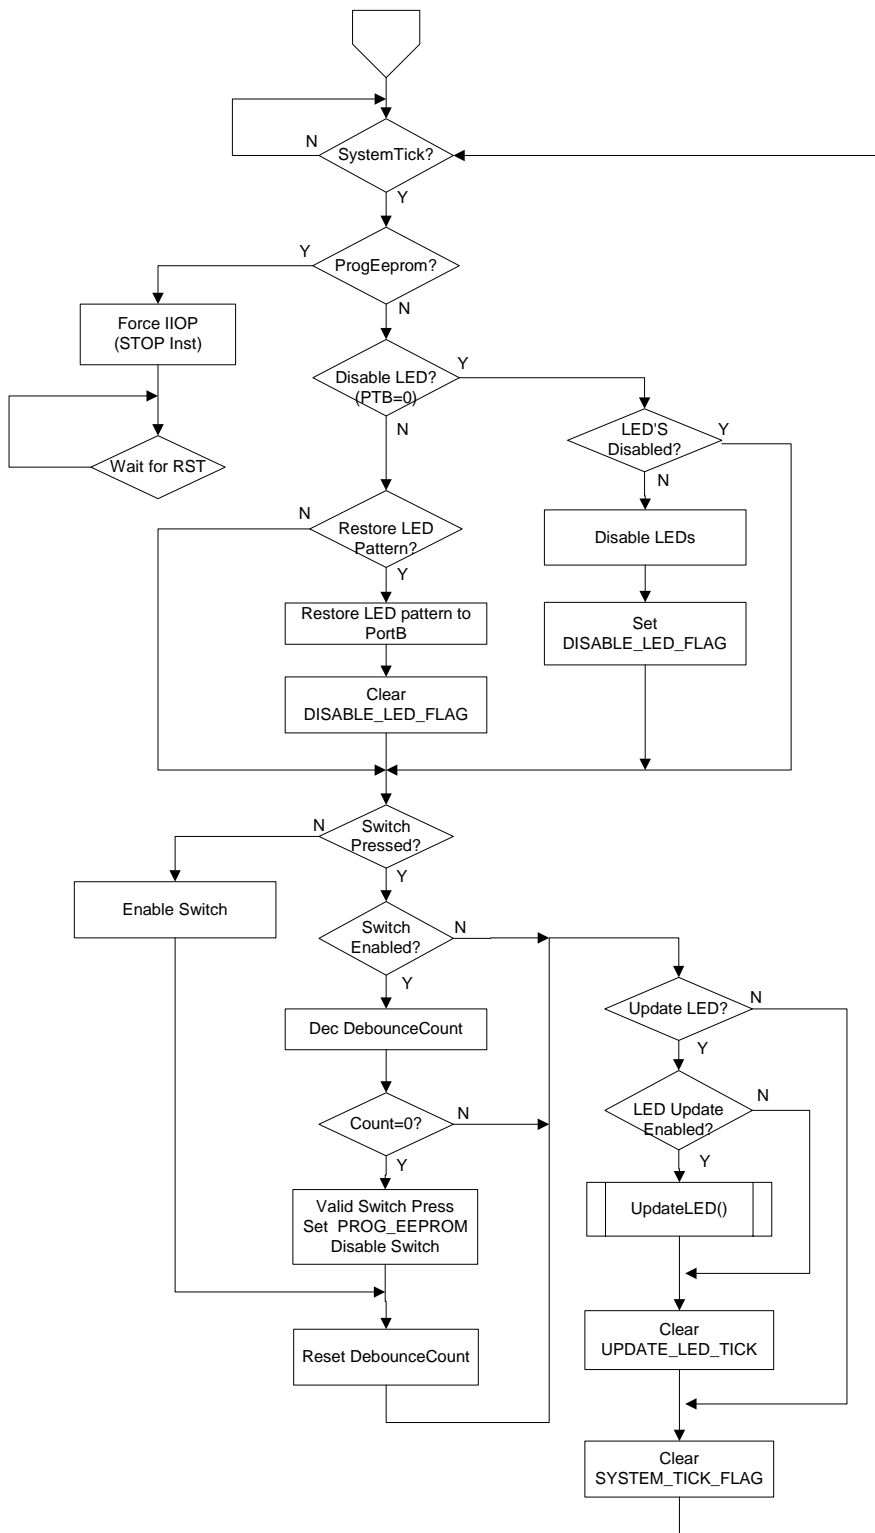 N
SystemTick?
Y
Y
ProgEeprom?
N
Force IIOP
(STOP Inst)
Disable LED?
(PTB=0)
Y
N
LED'S
Disabled?
Y
N
Wait for RST
N
Restore LED
Pattern?
Y
Disable LEDs
Restore LED pattern to
PortB
Set
DISABLE_LED_FLAG
Clear
DISABLE_LED_FLAG
N
Switch
Pressed?
Y
Enable Switch
Switch
Enabled?
N
Y
Update LED?
N
Y
Dec DebounceCount
LED Update
Enabled?
N
Y
Count=0?
N
Y
Valid Switch Press
Set PROG_EEPROM
Disable Switch
UpdateLED()
Reset DebounceCount
Clear
UPDATE_LED_TICK
Clear
SYSTEM_TICK_FLAG